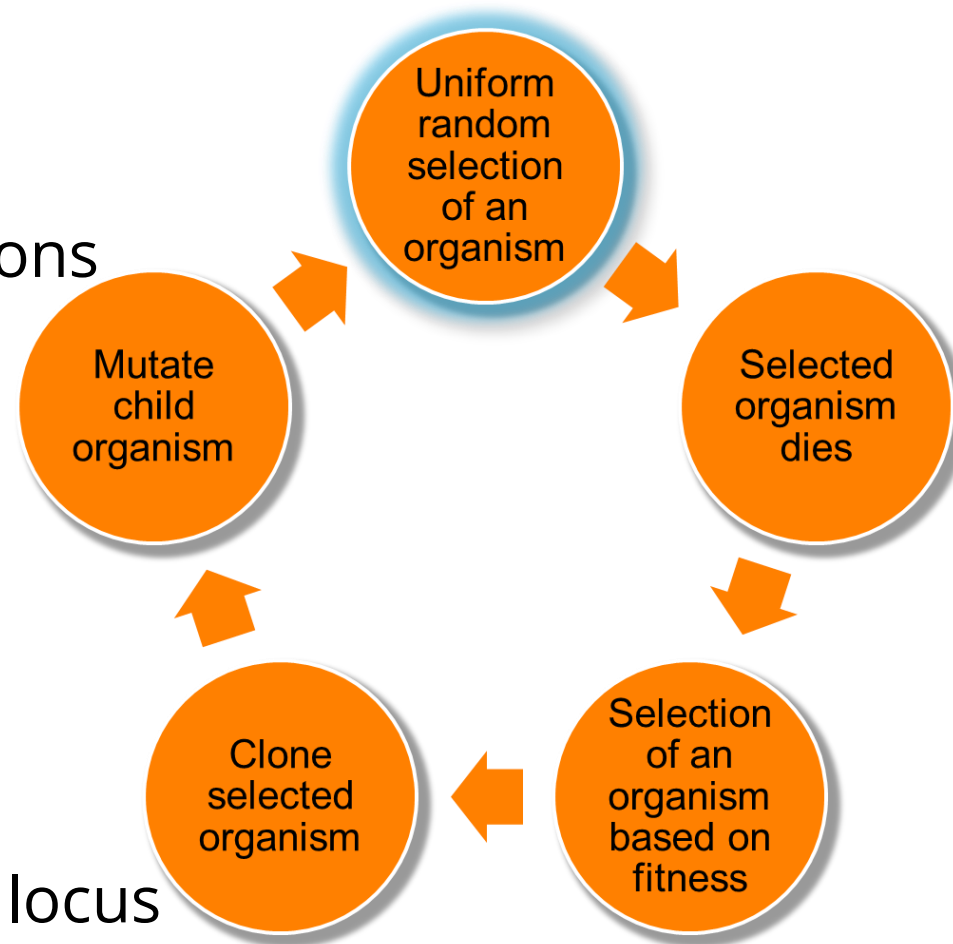 Uniform
random
selection
of an
organism
ons
Selected
organism
dies
Selection
of an
organism
based on
fitness
Clone
selected
organism
Mutate
child
organism
locus